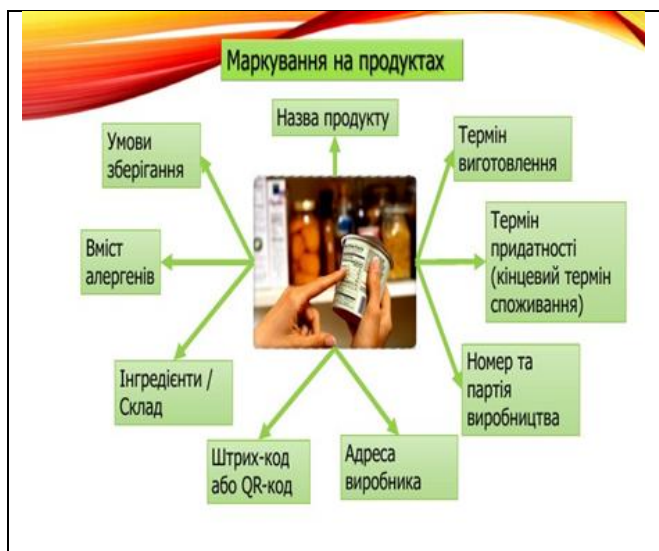 Маркування на продуктах
Назва продукту
Умови
зберігання
Термін
виготовлення
Вміст
алергенів
Термін
придатності
(кінцевий термін
споживання)
Інгредієнти /
Склад
Номер та
партія
виробництва
Штрих-код
або QR-код
Адреса
виробника